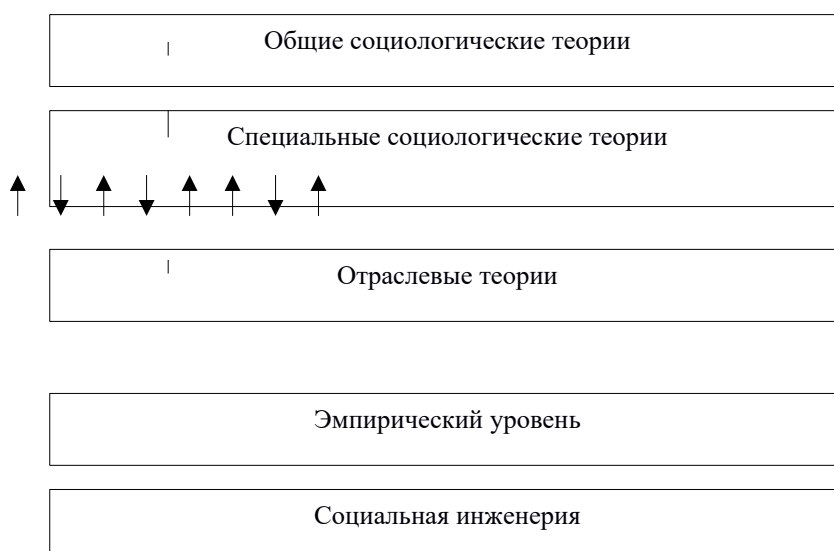 Общие социологические теории
Специальные социологические теории
Отраслевые теории
Эмпирический уровень
Социальная инженерия